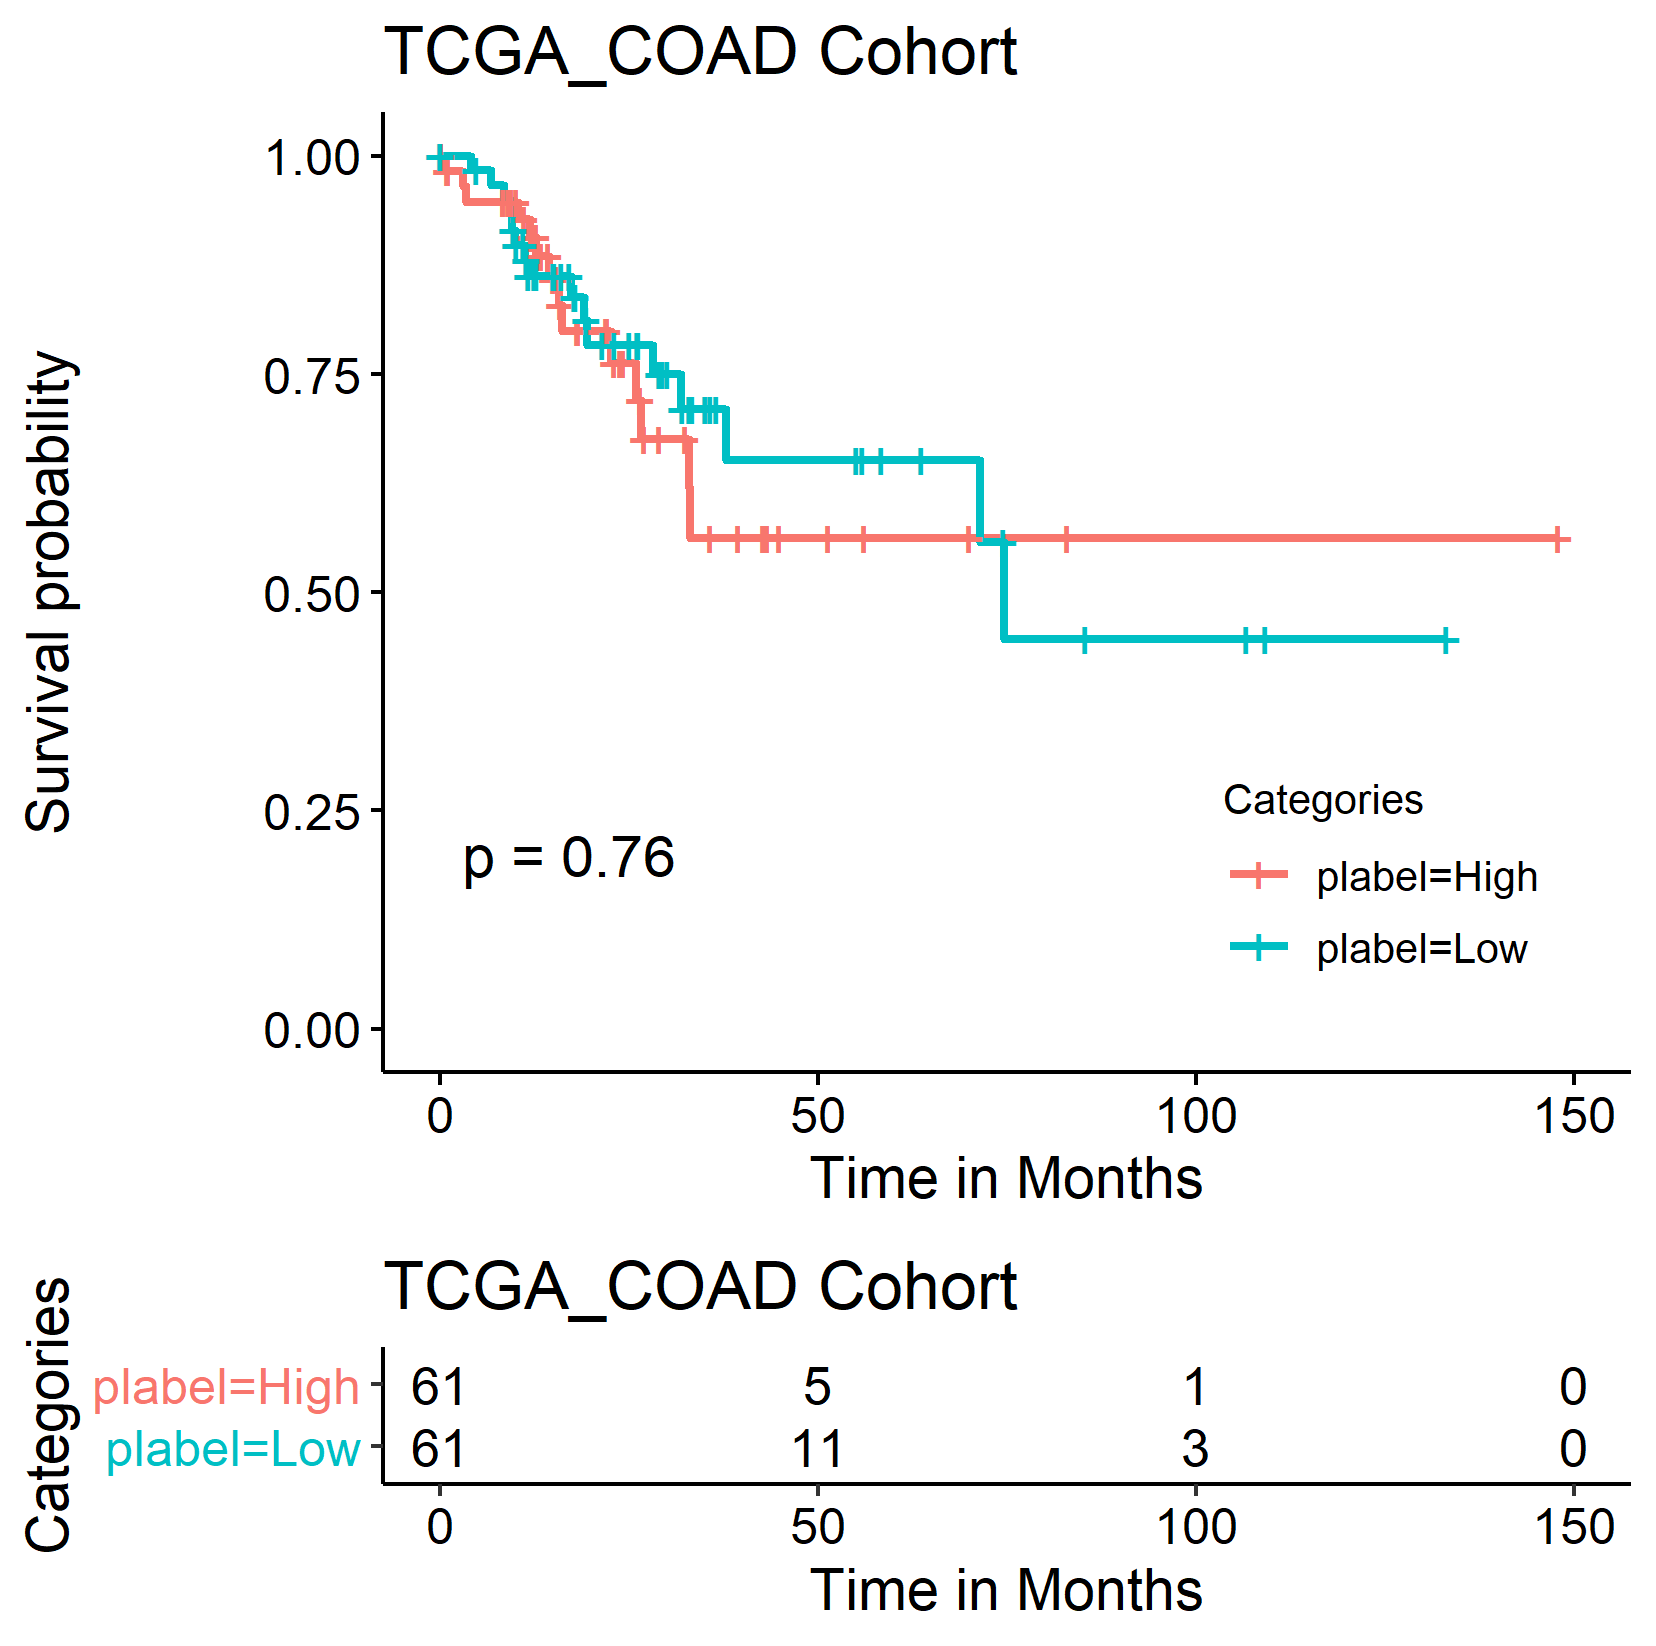 TCGA_COAD Cohort
Survival probability
1.00
0.75
0.50
0.25
0.00
p = 0.76
Categories
plabel=High
plabel=Low
0 50 100 150
Time in Months
TCGA_COAD Cohort
Categories
plabel=High 61 5 1 0
plabel=Low 61 11 3 0
0 50 100 150
Time in Months